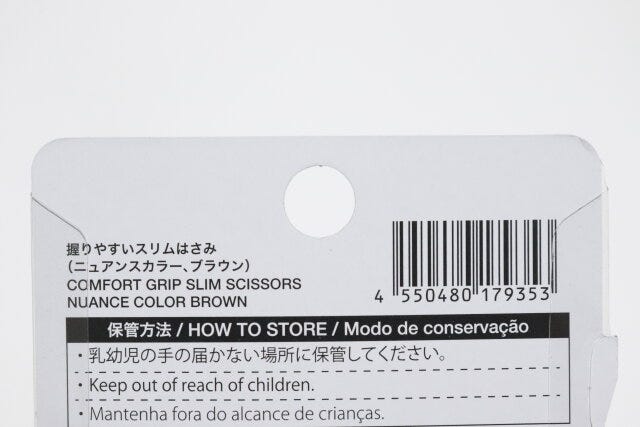 握りやすいスリムはさみ
（ニュアンスカラー、ブラウン）
COMFORT GRIP SLIM SCISSORS
NUANCE COLOR BROWN
4 550480 179353
保管方法 / HOW TO STORE / Modo de conservação
・乳幼児の手の届かない場所に保管してください。
・Keep out of reach of children.
・Mantenha fora do alcance de crianças.